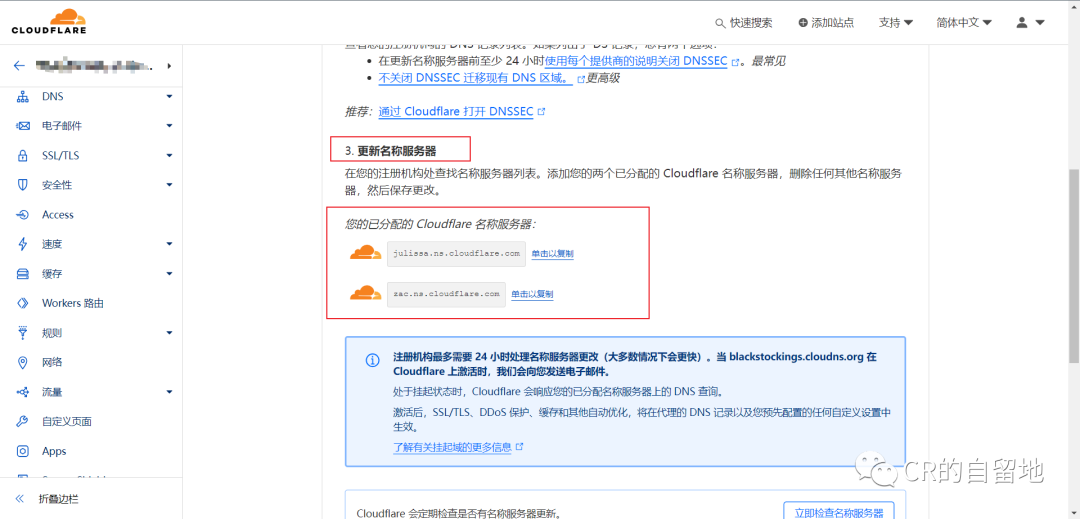 CLOUDFLARE
快速搜索
添加站点
支持
简体中文
DNS
电子邮件
SSL/TLS
安全性
Access
速度
缓存
Workers 路由
规则
网络
流量
自定义页面
Apps
折叠边栏
在更新名称服务器前至少 24 小时使用每个提供商的说明关闭 DNSSEC 。最常见
不关闭 DNSSEC 迁移现有 DNS 区域。 更高级
推荐：通过 Cloudflare 打开 DNSSEC
3. 更新名称服务器
在您的注册机构处查找名称服务器列表。添加您的两个已分配的 Cloudflare 名称服务器，删除任何其他名称服务
器，然后保存更改。
您的已分配的 Cloudflare 名称服务器：
julissa.ns.cloudflare.com 单击以复制
zac.ns.cloudflare.com 单击以复制
注册机构最多需要 24 小时处理名称服务器更改（大多数情况下会更快）。当 blackstockings.cloudns.org 在
Cloudflare 上激活时，我们会向您发送电子邮件。
处于挂起状态时，Cloudflare 会响应您的已分配名称服务器上的 DNS 查询。
激活后，SSL/TLS、DDoS 保护、缓存和其他自动优化，将在代理的 DNS 记录以及您预先配置的任何自定义设置中
生效。
了解有关挂起域的更多信息
Cloudflare 会定期检查是否有名称服务器更新。
立即检查名称服务器
CR的自留地